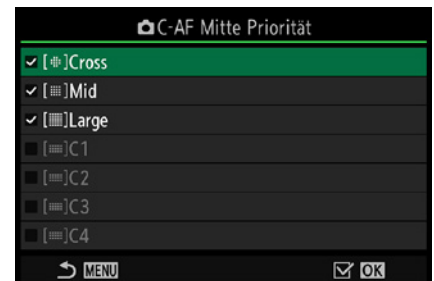 C-AF Mitte Priorität
[]Cross
[]Mid
[]Large
[]C1
[]C2
[]C3
[]C4
MENU OK